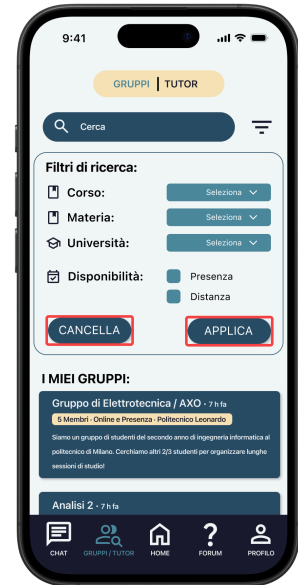 9:41
GRUPPI | TUTOR
Cerca
Filtri di ricerca:
Corso: Seleziona
Materia: Seleziona
Università: Seleziona
Disponibilità: Presenza
Distanza
CANCELLA APPLICA
I MIEI GRUPPI:
Gruppo di Elettrotecnica / AXO · 7 h fa
5 Membri · Online e Presenza · Politecnico Leonardo
Siamo un gruppo di studenti del secondo anno di ingegneria informatica al
politecnico di Milano. Cerchiamo altri 2/3 studenti per organizzare lunghe
sessioni di studio!
Analisi 2 · 7 h fa
CHAT GRUPPI / TUTOR HOME FORUM PROFILO